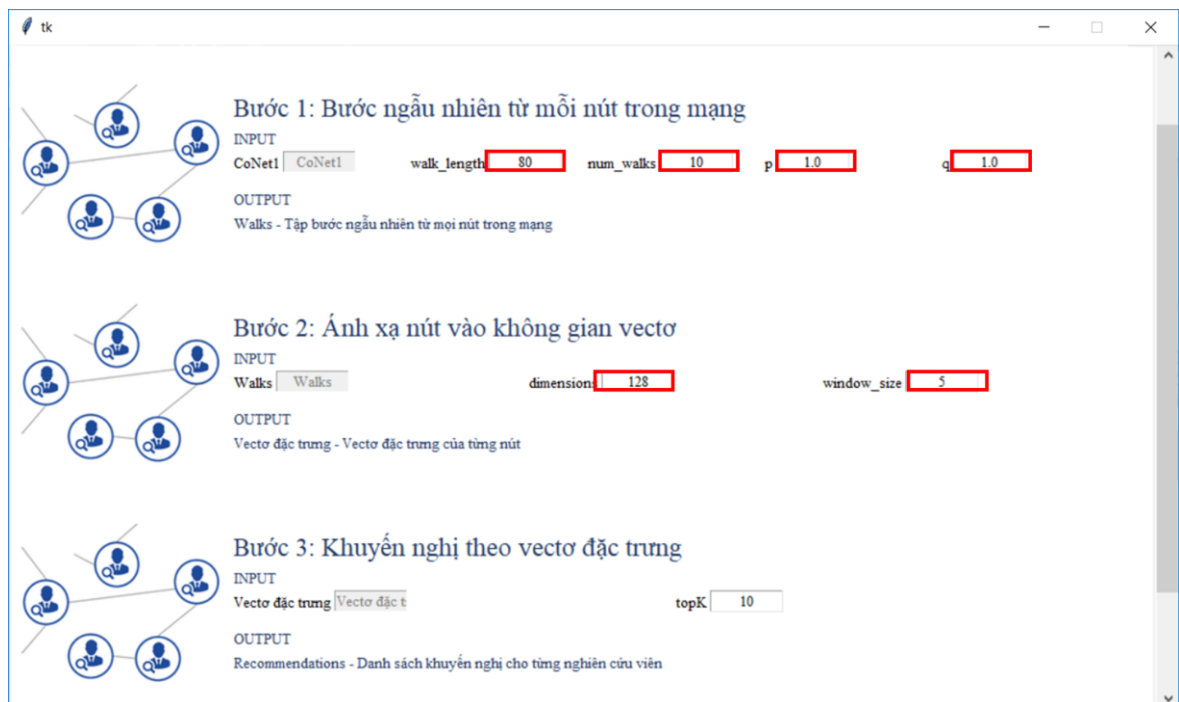 tk
Bước 1: Bước ngẫu nhiên từ mỗi nút trong mạng
INPUT
CoNet1 CoNet1 walk_length 80 num_walks 10 p 1.0 q 1.0
OUTPUT
Walks - Tập bước ngẫu nhiên từ mọi nút trong mạng
Bước 2: Ánh xạ nút vào không gian vectơ
INPUT
Walks Walks dimensions 128 window_size 5
OUTPUT
Vectơ đặc trưng - Vectơ đặc trưng của từng nút
Bước 3: Khuyến nghị theo vectơ đặc trưng
INPUT
Vectơ đặc trưng Vectơ đặc t topK 10
OUTPUT
Recommendations - Danh sách khuyến nghị cho từng nghiên cứu viên